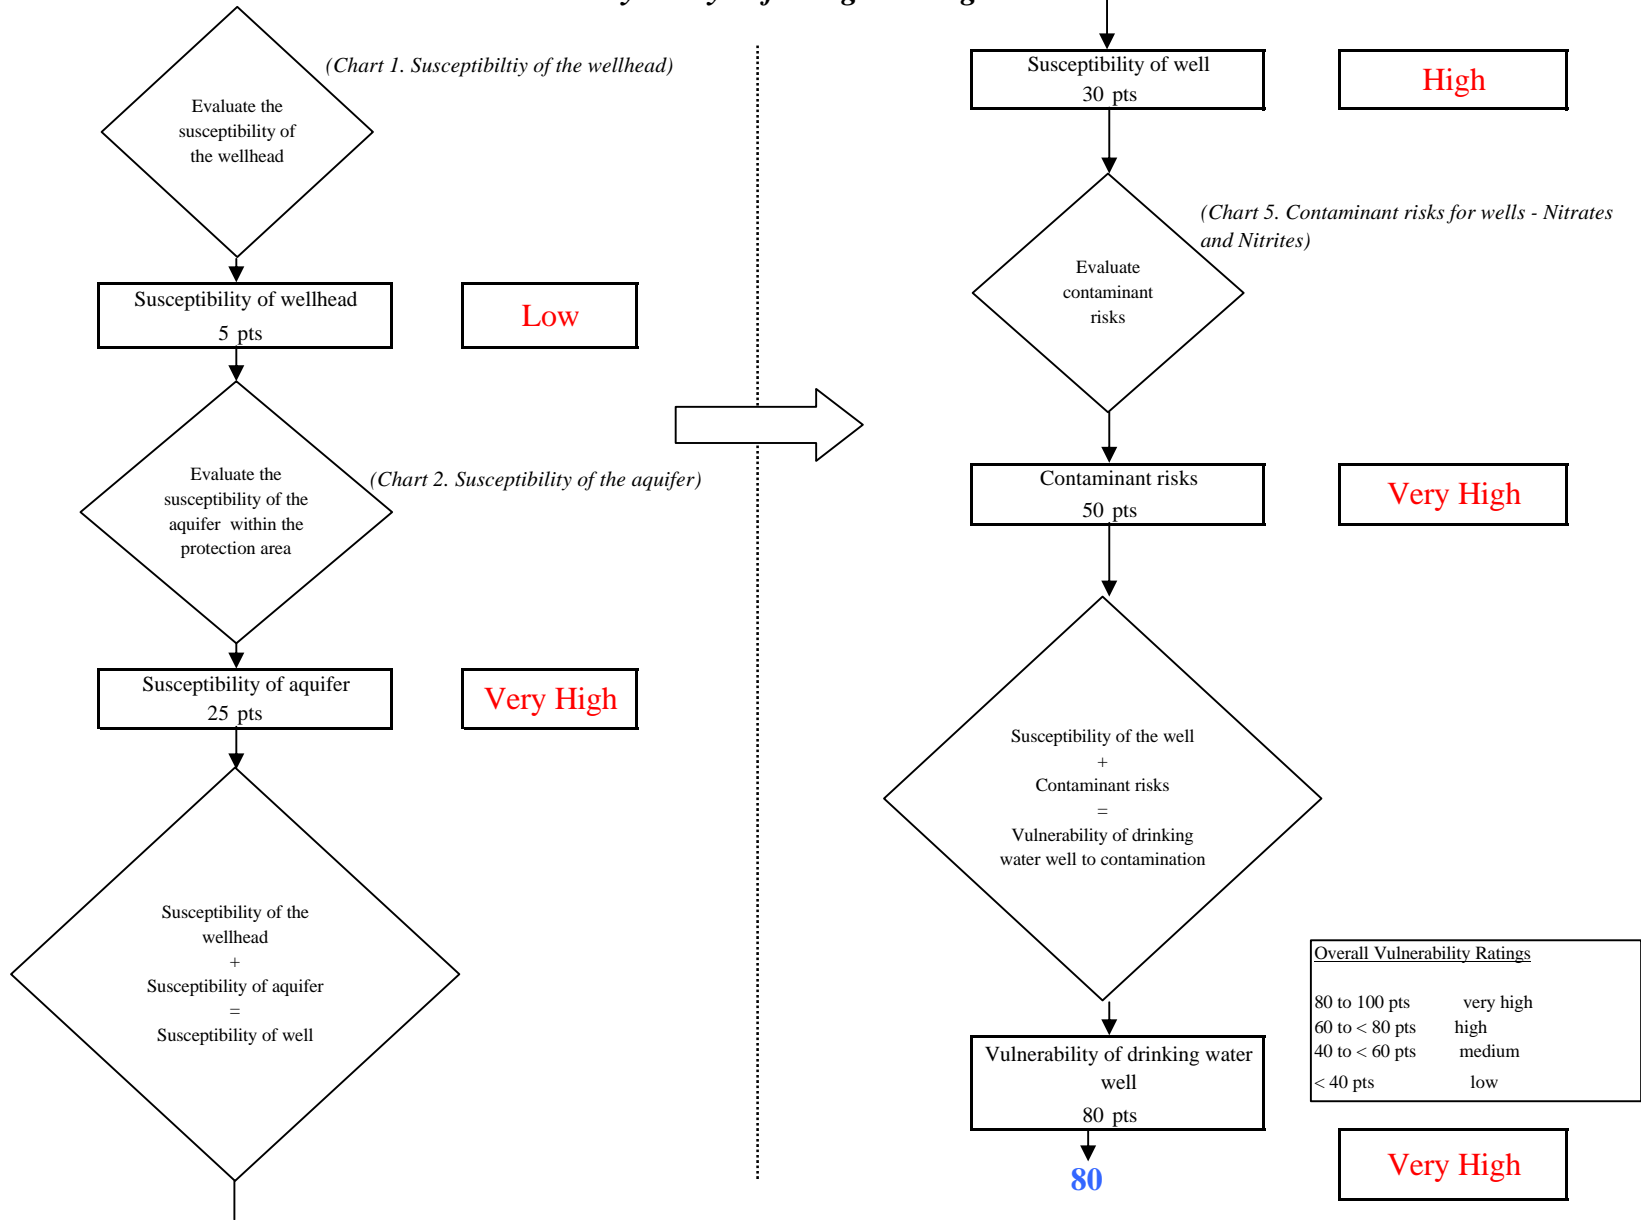 (Chart 1. Susceptibiltiy of the wellhead)
Evaluate the
susceptibility of
the wellhead
Susceptibility of wellhead
5 pts
Low
Evaluate the
susceptibility of the
aquifer within the
protection area
(Chart 2. Susceptibility of the aquifer)
Susceptibility of aquifer
25 pts
Very High
Susceptibility of the
wellhead
+
Susceptibility of aquifer
=
Susceptibility of well
Susceptibility of well
30 pts
High
(Chart 5. Contaminant risks for wells - Nitrates
and Nitrites)
Evaluate
contaminant
risks
Contaminant risks
50 pts
Very High
Susceptibility of the well
+
Contaminant risks
=
Vulnerability of drinking
water well to contamination
Overall Vulnerability Ratings
80 to 100 pts very high
60 to < 80 pts high
40 to < 60 pts medium
< 40 pts low
Vulnerability of drinking water
well
80 pts
80
Very High